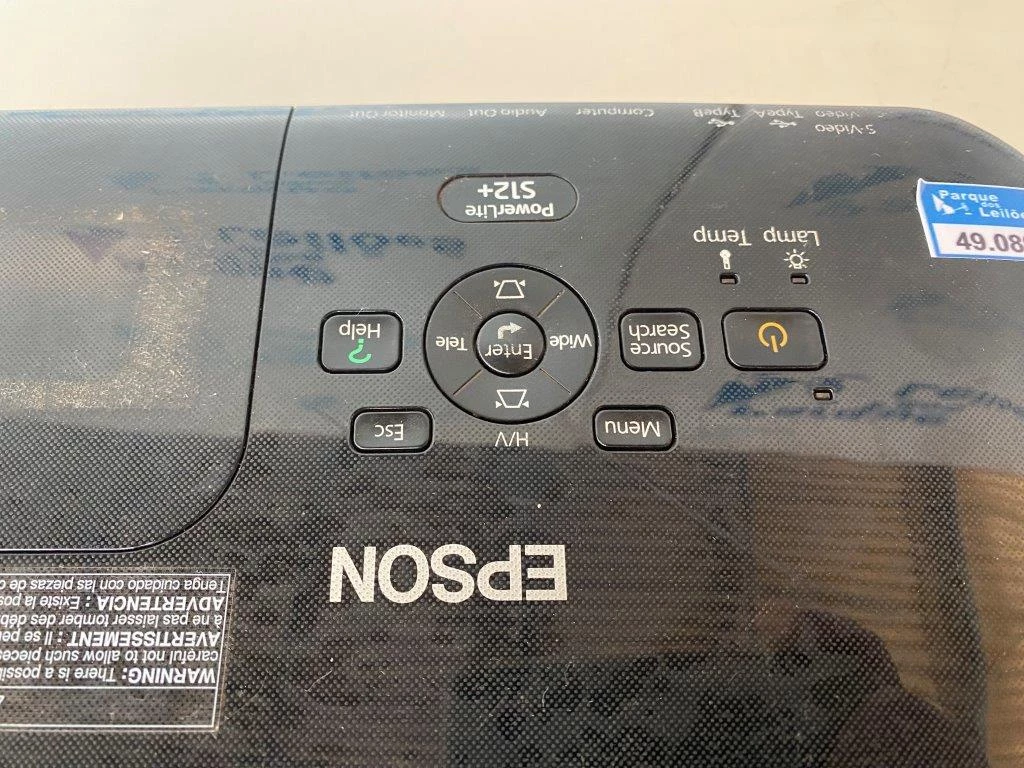 WARNING: There is a possibi
careful not to allow such pieces
AVERTISSEMENT : Il se pe
à ne pas laisser tomber des déb
ADVERTENCIA : Existe la pos
Tenga cuidado con las piezas de
EPSON
Menu
H/V
Esc
Source
Search
Wide
Enter
Tele
? Help
Lamp Temp
PowerLite
S12+
S-Video
Video TypeA TypeB Computer Audio Out Monitor Out
Parque
dos
Leilõe
49.08